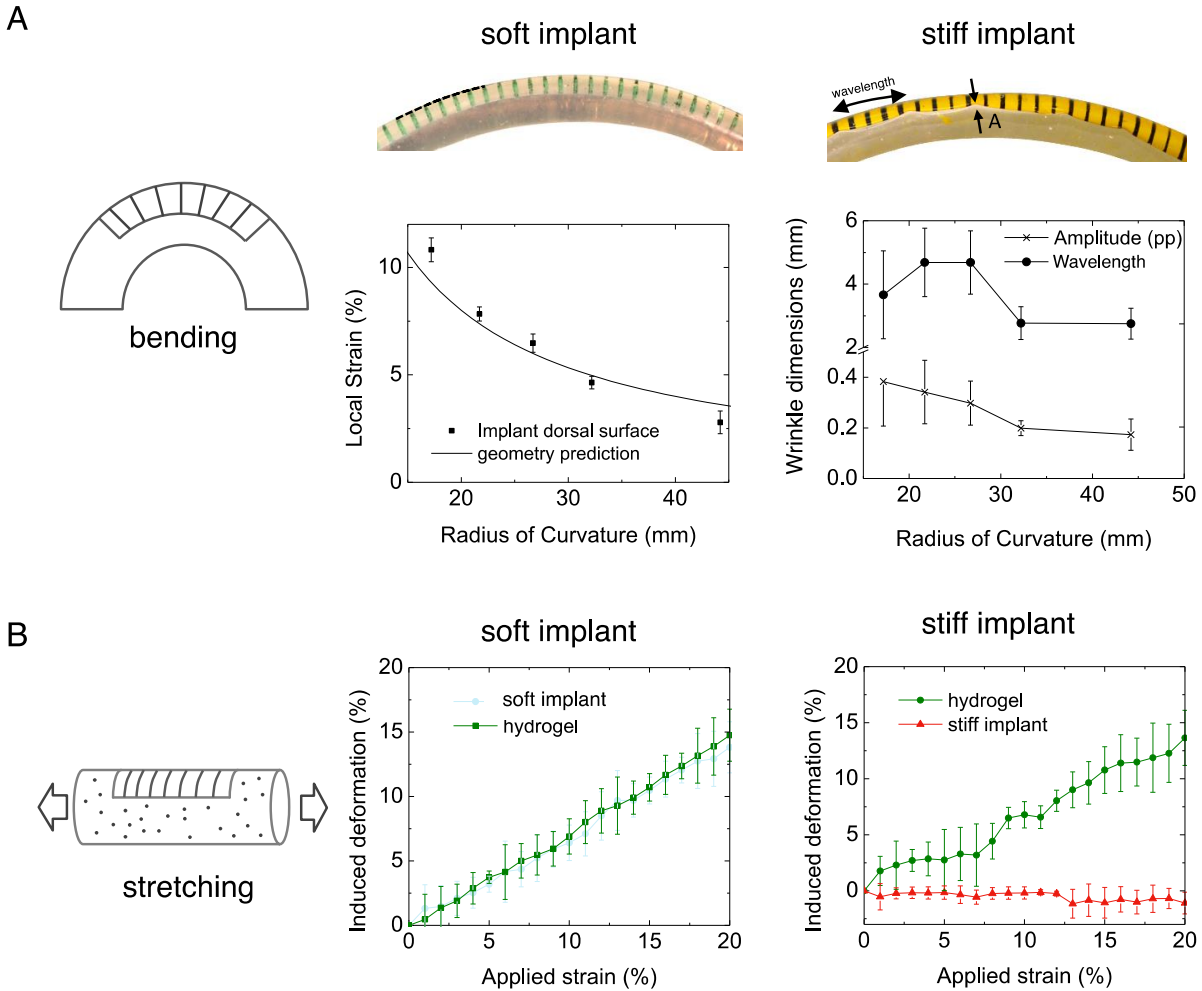 A
soft implant
stiff implant
wavelength
A
bending
Local Strain (%)
10
5
0
Implant dorsal surface
geometry prediction
20
30
40
Radius of Curvature (mm)
Wrinkle dimensions (mm)
6
4
2
0.4
0.2
0.0
Amplitude (pp)
Wavelength
20
30
40
50
Radius of Curvature (mm)
B
soft implant
stiff implant
stretching
Induced deformation (%)
20
15
10
5
0
soft implant
hydrogel
0
5
10
15
20
Applied strain (%)
Induced deformation (%)
20
15
10
5
0
hydrogel
stiff implant
0
5
10
15
20
Applied strain (%)